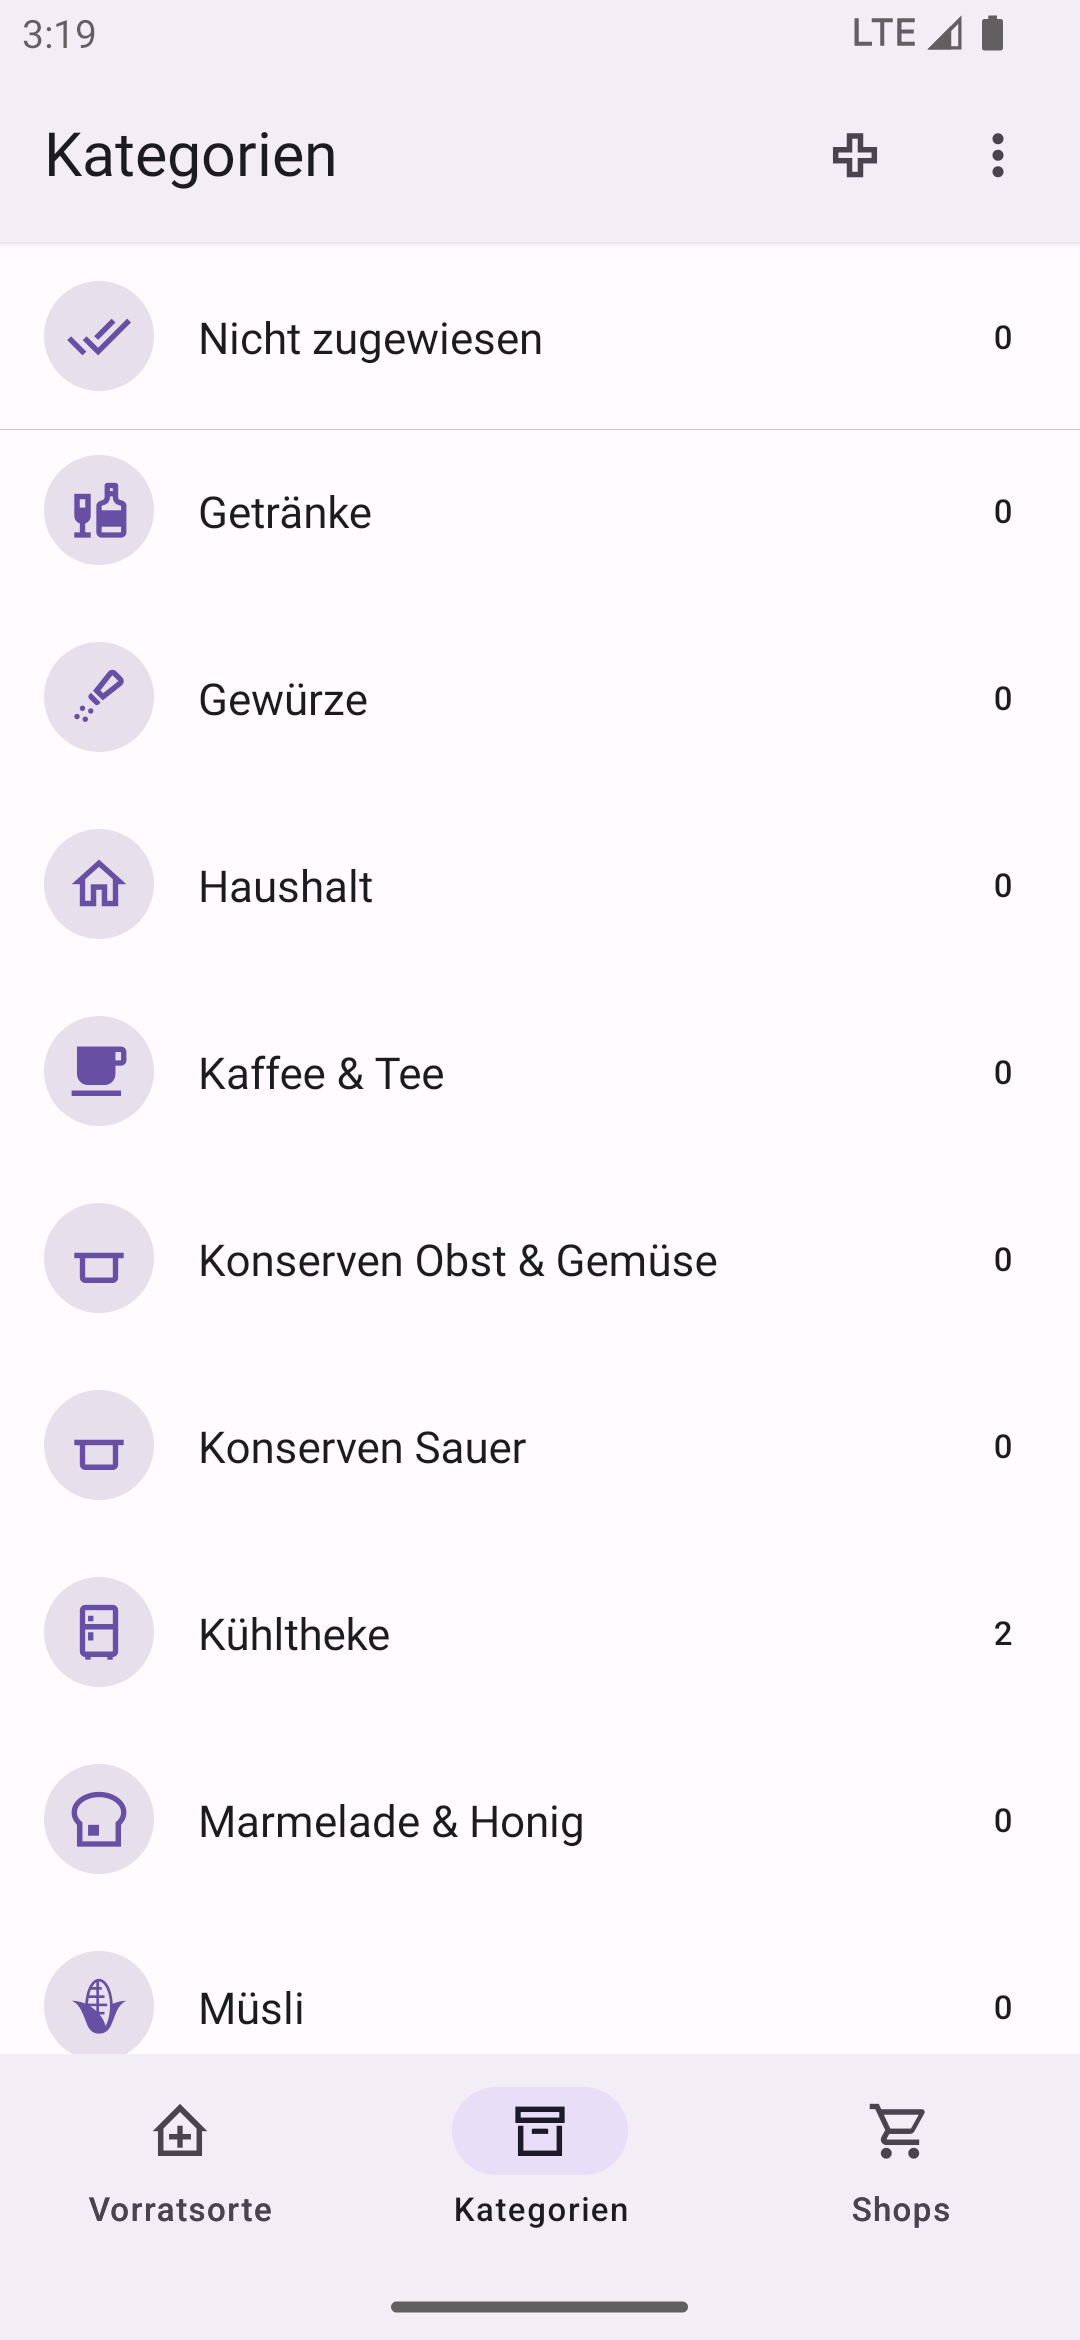 3:19 LTE
Kategorien
Nicht zugewiesen 0
Getränke 0
Gewürze 0
Haushalt 0
Kaffee & Tee 0
Konserven Obst & Gemüse 0
Konserven Sauer 0
Kühltheke 2
Marmelade & Honig 0
Müsli 0
Vorratsorte Kategorien Shops